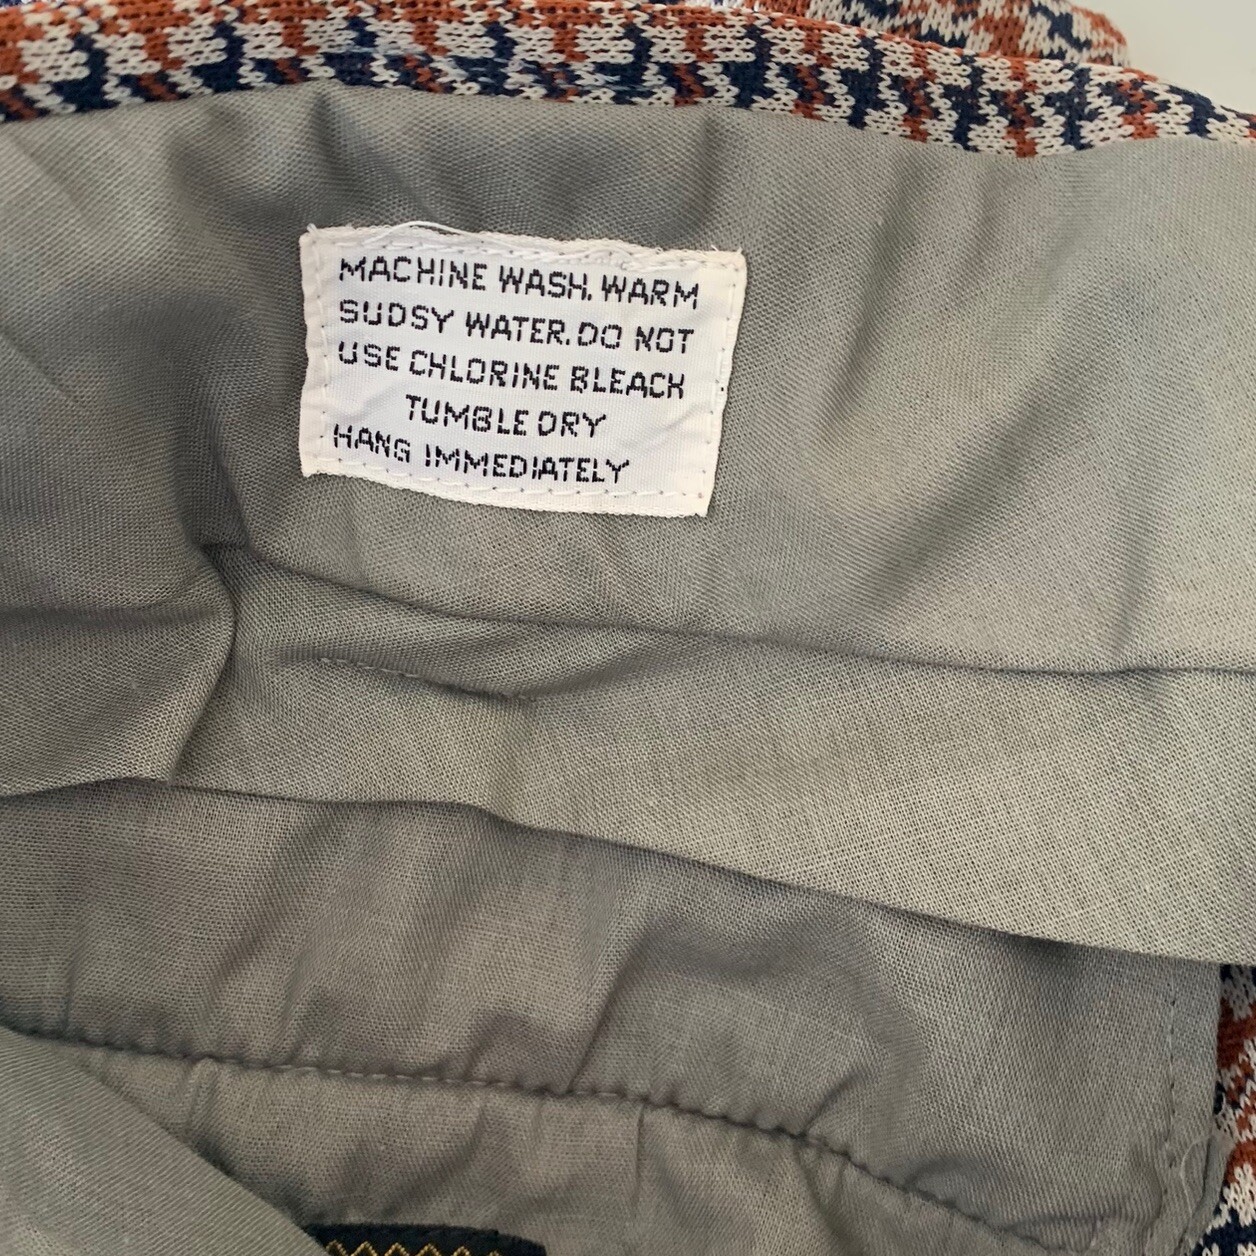 MACHINE WASH, WARM
SUDSY WATER. DO NOT
USE CHLORINE BLEACH
TUMBLE DRY
HANG IMMEDIATELY